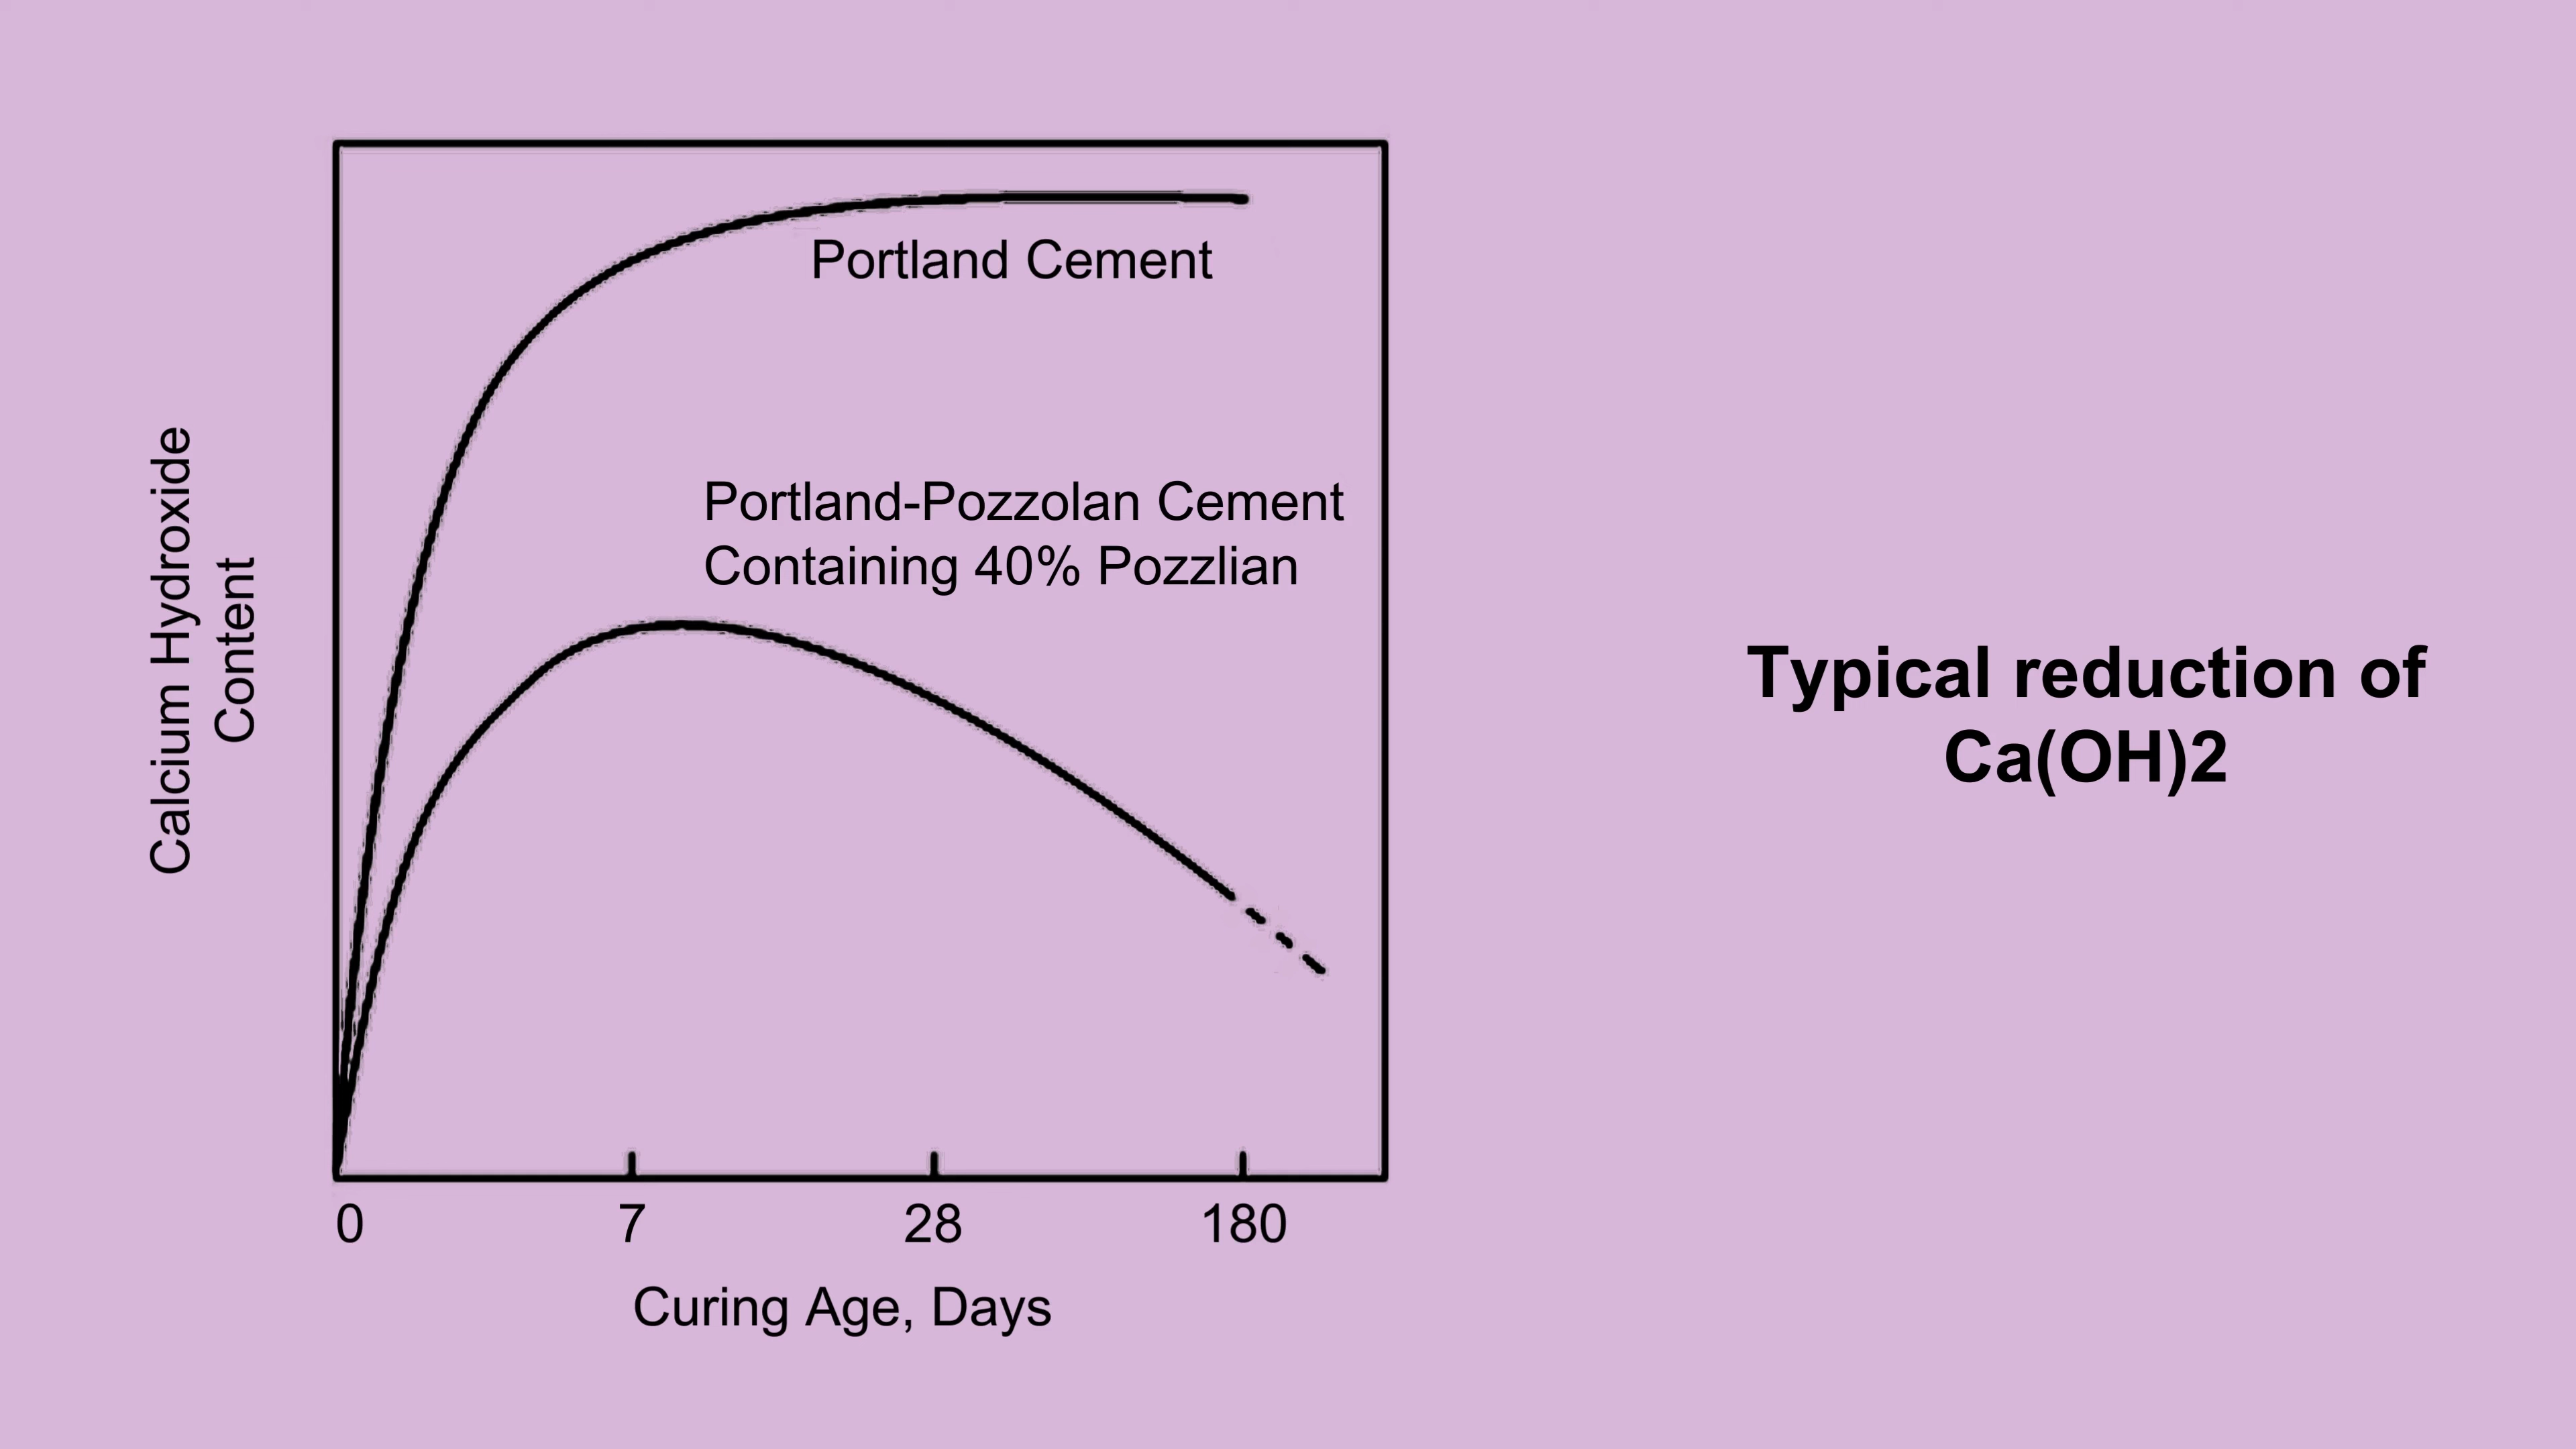 Portland Cement
Portland-Pozzolan Cement
Containing 40% Pozzlian
Calcium Hydroxide
Content
0
7
28
180
Curing Age, Days
Typical reduction of
Ca(OH)2